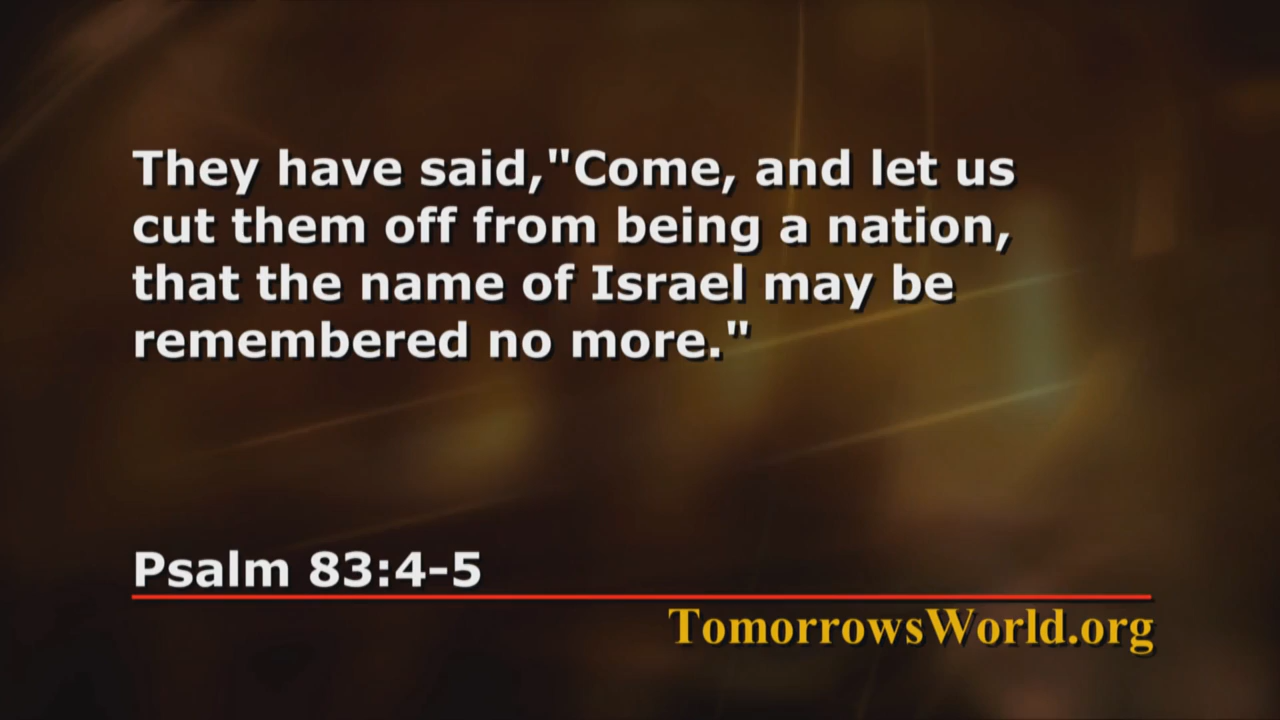 They have said,"Come, and let us
cut them off from being a nation,
that the name of Israel may be
remembered no more."
Psalm 83:4-5
TomorrowsWorld.org